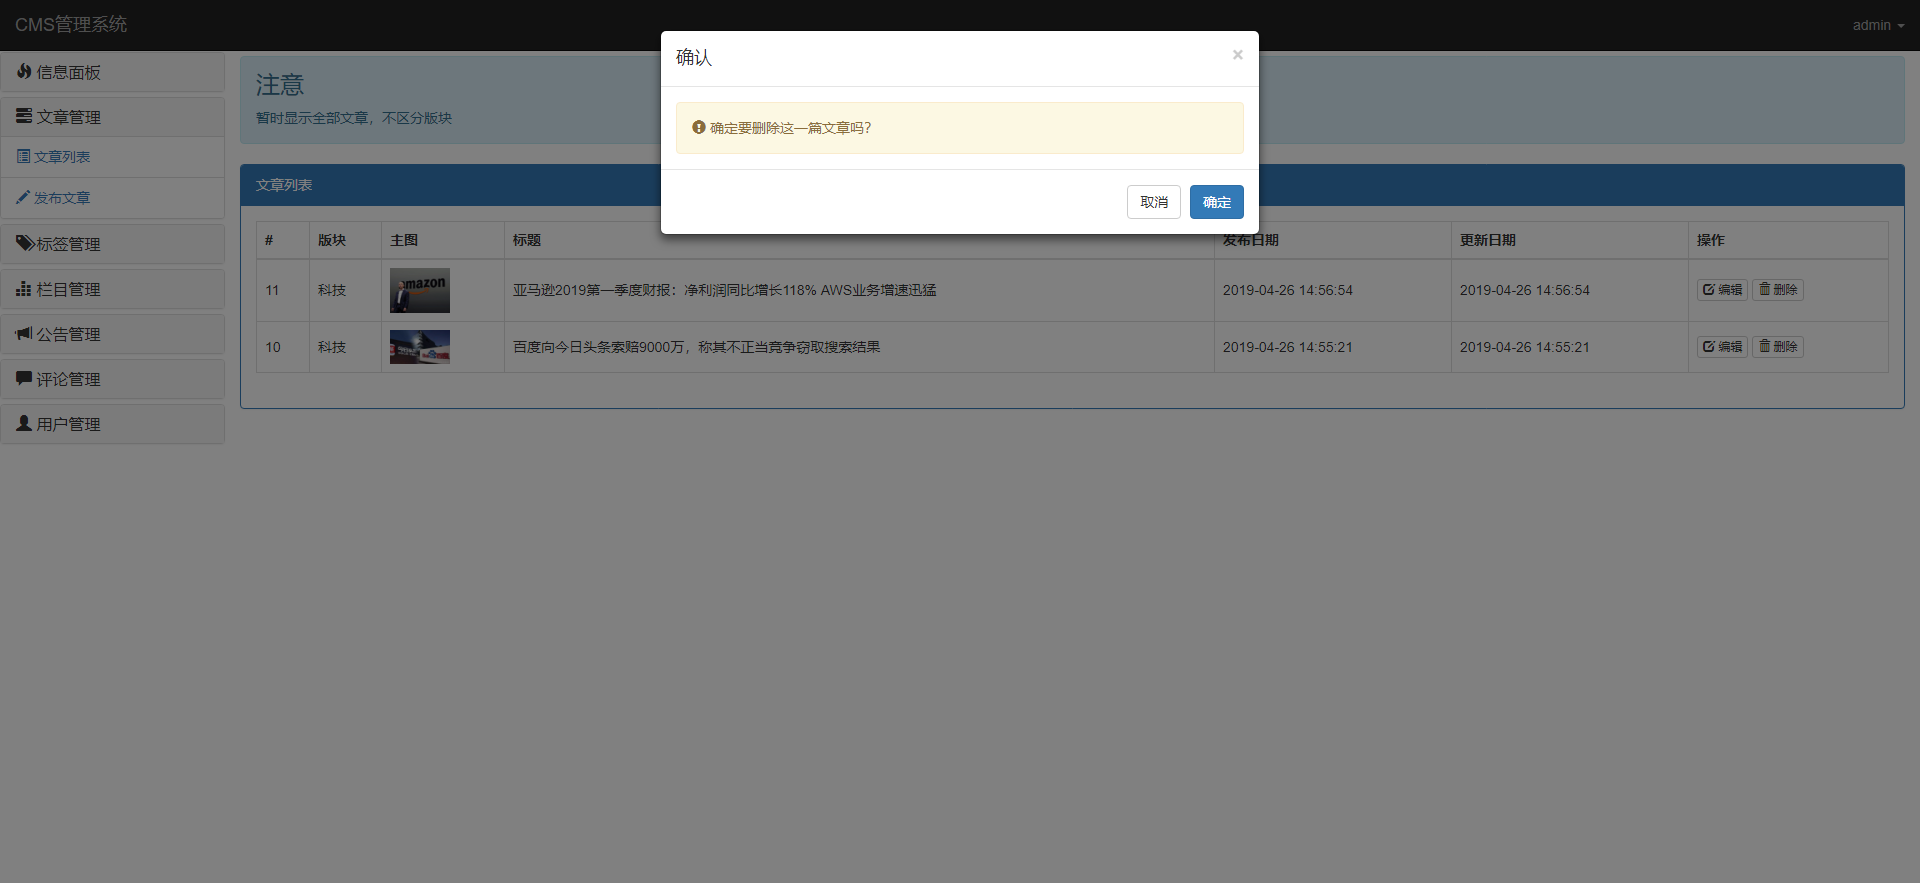 CMS管理系统
admin
确认
×
确定要删除这一篇文章吗?
取消 确定
信息面板
文章管理
文章列表
发布文章
标签管理
栏目管理
公告管理
评论管理
用户管理
注意
暂时显示全部文章，不区分版块
文章列表
# 版块 主图 标题 发布日期 更新日期 操作
11 科技 amazon 亚马逊2019第一季度财报：净利润同比增长118% AWS业务增速迅猛 2019-04-26 14:56:54 2019-04-26 14:56:54 编辑 删除
10 科技 百度向今日头条索赔9000万，称其不正当竞争窃取搜索结果 2019-04-26 14:55:21 2019-04-26 14:55:21 编辑 删除